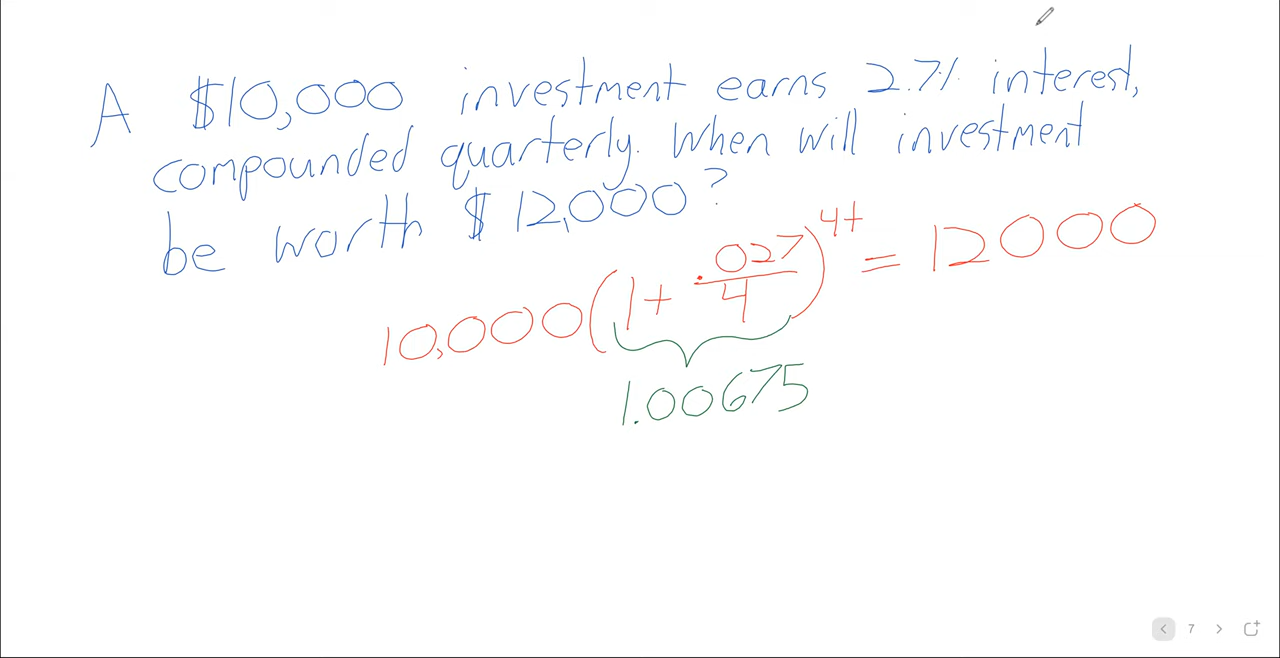 A $10,000 investment earns 2.7% interest,
compounded quarterly. When will investment
be worth $12,000?
10,000(1 + .027/4)^4t = 12000
1.00675
7